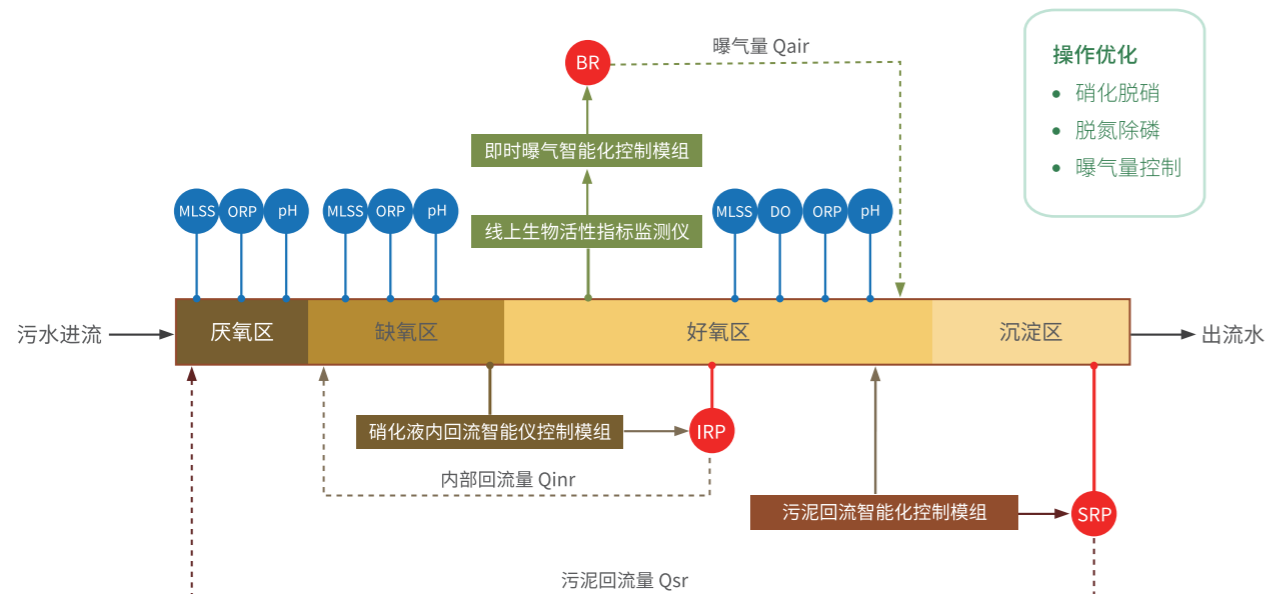 曝气量 Qair
BR
操作优化
硝化脱硝
脱氮除磷
曝气量控制
即时曝气智能化控制模组
线上生物活性指标监测仪
MLSS ORP pH MLSS ORP pH MLSS DO ORP pH
污水进流 厌氧区 缺氧区 好氧区 沉淀区 出流水
硝化液内回流智能仪控制模组 IRP
内部回流量 Qinr
污泥回流智能化控制模组 SRP
污泥回流量 Qsr